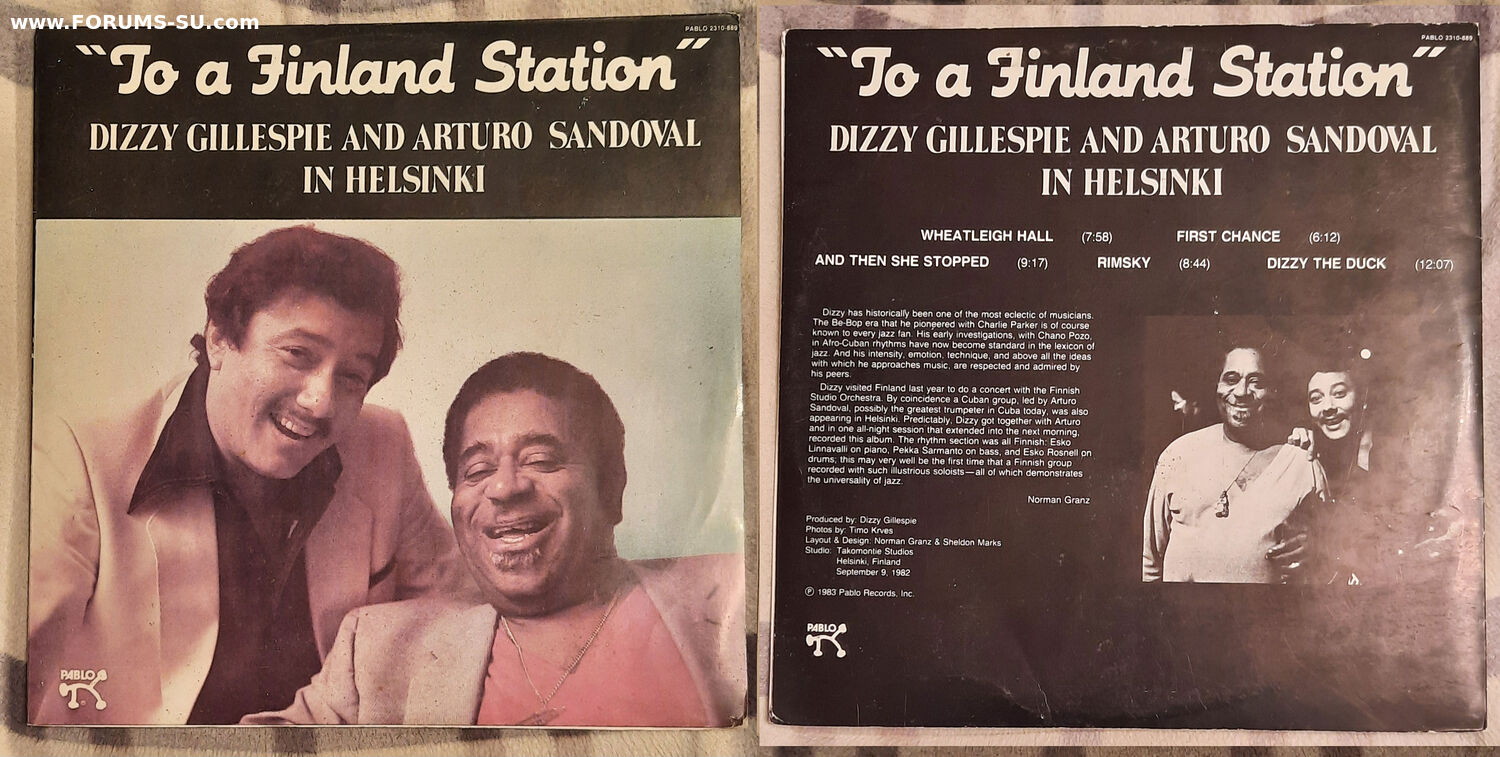 www.FORUMS-SU.com
PABLO 2310-889
"To a Finland Station"
DIZZY GILLESPIE AND ARTURO SANDOVAL
IN HELSINKI
PABLO
PABLO 2310-889
"To a Finland Station"
DIZZY GILLESPIE AND ARTURO SANDOVAL
IN HELSINKI
WHEATLEIGH HALL (7:58) FIRST CHANCE (6:12)
AND THEN SHE STOPPED (9:17) RIMSKY (8:44) DIZZY THE DUCK (12:07)
Dizzy has historically been one of the most eclectic of musicians.
The Be-Bop era that he pioneered with Charlie Parker is of course
known to every jazz fan. His early investigations, with Chano Pozo,
in Afro-Cuban rhythms have now become standard in the lexicon of
jazz. And his intensity, emotion, technique, and above all the ideas
with which he approaches music, are respected and admired by
his peers.
Dizzy visited Finland last year to do a concert with the Finnish
Studio Orchestra. By coincidence a Cuban group, led by Arturo
Sandoval, possibly the greatest trumpeter in Cuba today, was also
appearing in Helsinki. Predictably, Dizzy got together with Arturo
and in one all-night session that extended into the next morning,
recorded this album. The rhythm section was all Finnish: Esko
Linnavalli on piano, Pekka Sarmanto on bass, and Esko Rosnell on
drums; this may very well be the first time that a Finnish group
recorded with such illustrious soloists—all of which demonstrates
the universality of jazz.
Norman Granz
Produced by: Dizzy Gillespie
Photos by: Timo Krves
Layout & Design: Norman Granz & Sheldon Marks
Studio: Takomontie Studios
Helsinki, Finland
September 9, 1982
℗ 1983 Pablo Records, Inc.
PABLO